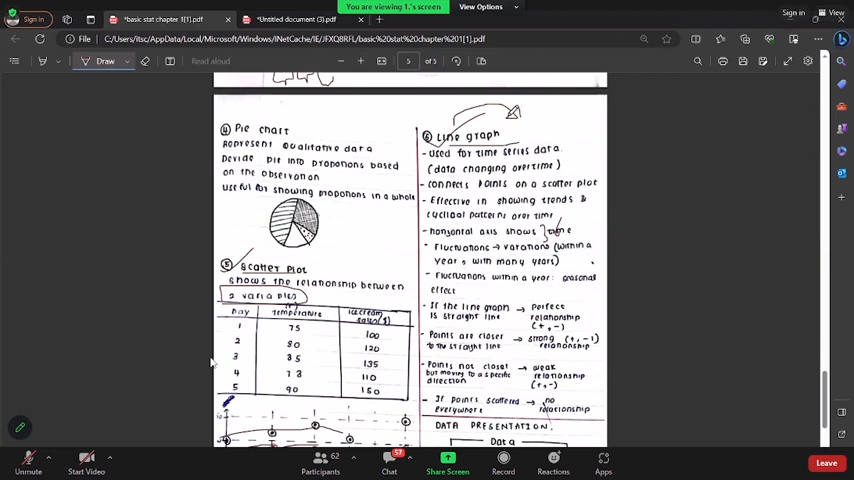 You are viewing 1.'s screen
View Options
Sign in
View
Sign in
*basic stat chapter 1[1].pdf
*Untitled document (3).pdf
File
C:/Users/itsc/AppData/Local/Microsoft/Windows/INetCache/IE/JFXQ8RFL/basic%20stat%20chapter%201[1].pdf
Draw
Read aloud
5
of 5
④ Pie chart
Represent Qualitative data
Devide pie into proportions based
on the observation
Useful for showing proportions in a whole
⑤ Scatter Plot
shows the relationship between
2 variables
Day
Temperature
Icecream sales($)
1 75 100
2 80 120
3 85 135
4 78 110
5 90 150
⑥ Line graph
- Used for time series data.
(data changing overtime)
- connects points on a scatter plot
- Effective in showing trends &
cyclical patterns over time
- horizontal axis shows time
- Fluctuations → variations (within a
year, with many years)
- Fluctuations within a year: seasonal
effect
- If the line graph → perfect
is straight line relationship
(+,-)
- Points are closer → strong (+,-1)
to the straight line relationship
- Points not closer → weak
but moving to a specific relationship
direction (+,-)
- If points scattered → no
everywhere relationship
DATA PRESENTATION.
Data
Unmute
Start Video
Participants
62
Chat
57
Share Screen
Record
Reactions
Apps
Leave